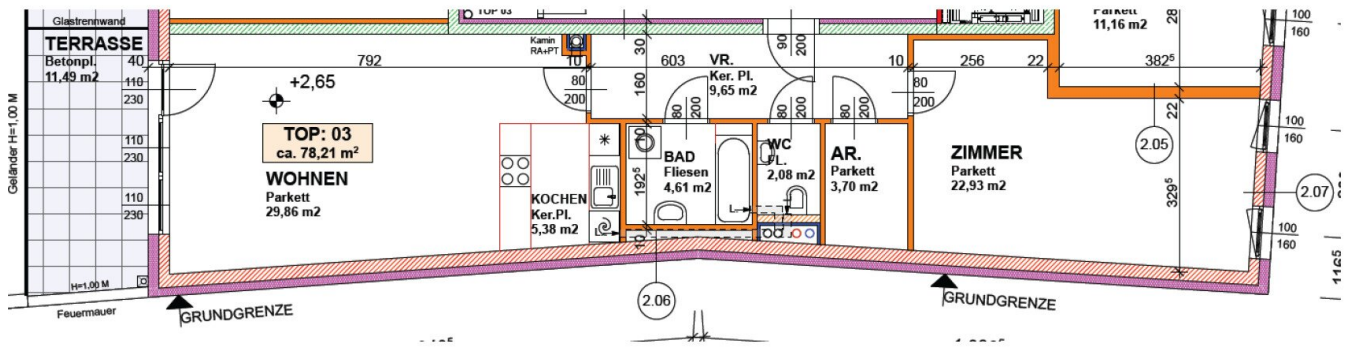 Glastrennwand
TERRASSE
Betonpl.
11,49 m2
40
110
230
110
230
110
230
Geländer H=1,00 M
H=1,00 M
Feuermauer
GRUNDGRENZE
792
+2,65
TOP: 03
ca. 78,21 m²
WOHNEN
Parkett
29,86 m2
TOP 03
Kamin
RA+PT
10
80
200
KOCHEN
Ker.Pl.
5,38 m2
30
160
603
VR.
Ker. Pl.
9,65 m2
90
200
10
80
200
80
200
80
200
80
200
10
192⁵
10
BAD
Fliesen
4,61 m2
L
WC
FL.
2,08 m2
L
AR.
Parkett
3,70 m2
256
22
382⁵
Parkett
11,16 m2
28
22
329⁵
ZIMMER
Parkett
22,93 m2
2.05
2.07
2.06
100
160
100
160
100
160
116⁵
GRUNDGRENZE